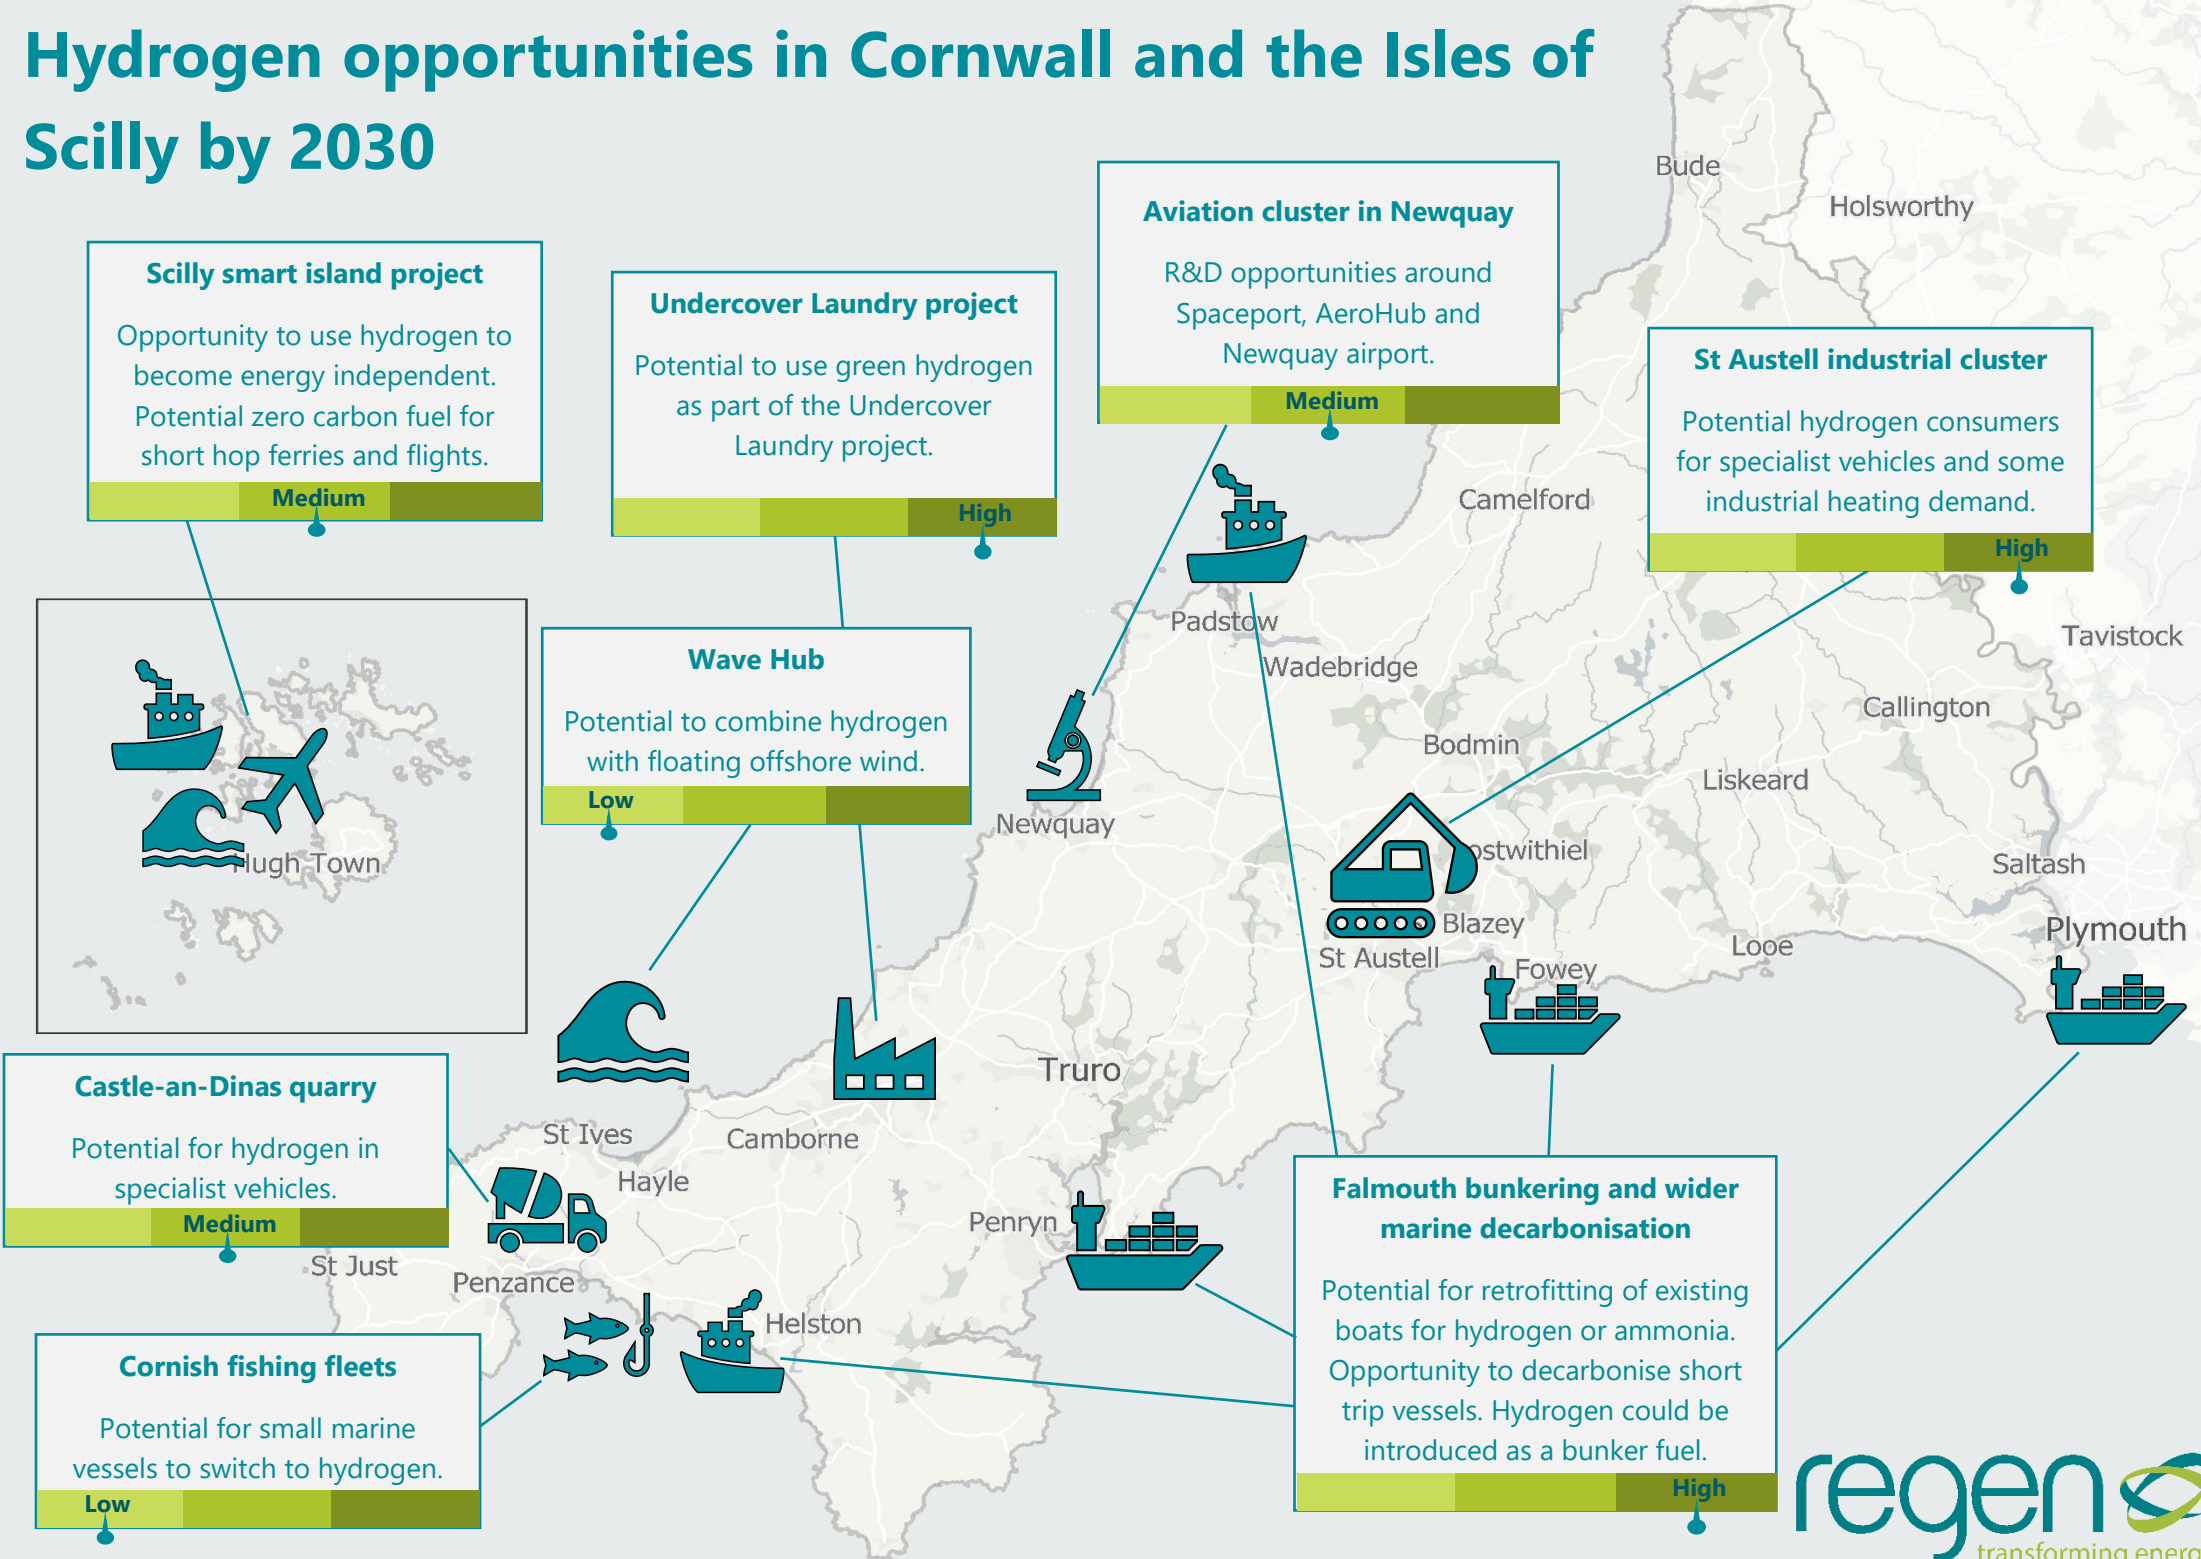 Hydrogen opportunities in Cornwall and the Isles of
Scilly by 2030
Scilly smart island project
Opportunity to use hydrogen to
become energy independent.
Potential zero carbon fuel for
short hop ferries and flights.
Medium
Undercover Laundry project
Potential to use green hydrogen
as part of the Undercover
Laundry project.
High
Aviation cluster in Newquay
R&D opportunities around
Spaceport, AeroHub and
Newquay airport.
Medium
St Austell industrial cluster
Potential hydrogen consumers
for specialist vehicles and some
industrial heating demand.
High
Wave Hub
Potential to combine hydrogen
with floating offshore wind.
Low
Castle-an-Dinas quarry
Potential for hydrogen in
specialist vehicles.
Medium
Cornish fishing fleets
Potential for small marine
vessels to switch to hydrogen.
Low
Falmouth bunkering and wider
marine decarbonisation
Potential for retrofitting of existing
boats for hydrogen or ammonia.
Opportunity to decarbonise short
trip vessels. Hydrogen could be
introduced as a bunker fuel.
High
Bude
Holsworthy
Camelford
Tavistock
Padstow
Wadebridge
Callington
Bodmin
Liskeard
Newquay
ostwithiel
Saltash
Hugh Town
Blazey
Plymouth
St Austell
Looe
Fowey
Truro
St Ives
Camborne
Hayle
Penryn
St Just
Penzance
Helston
regen
transforming energ